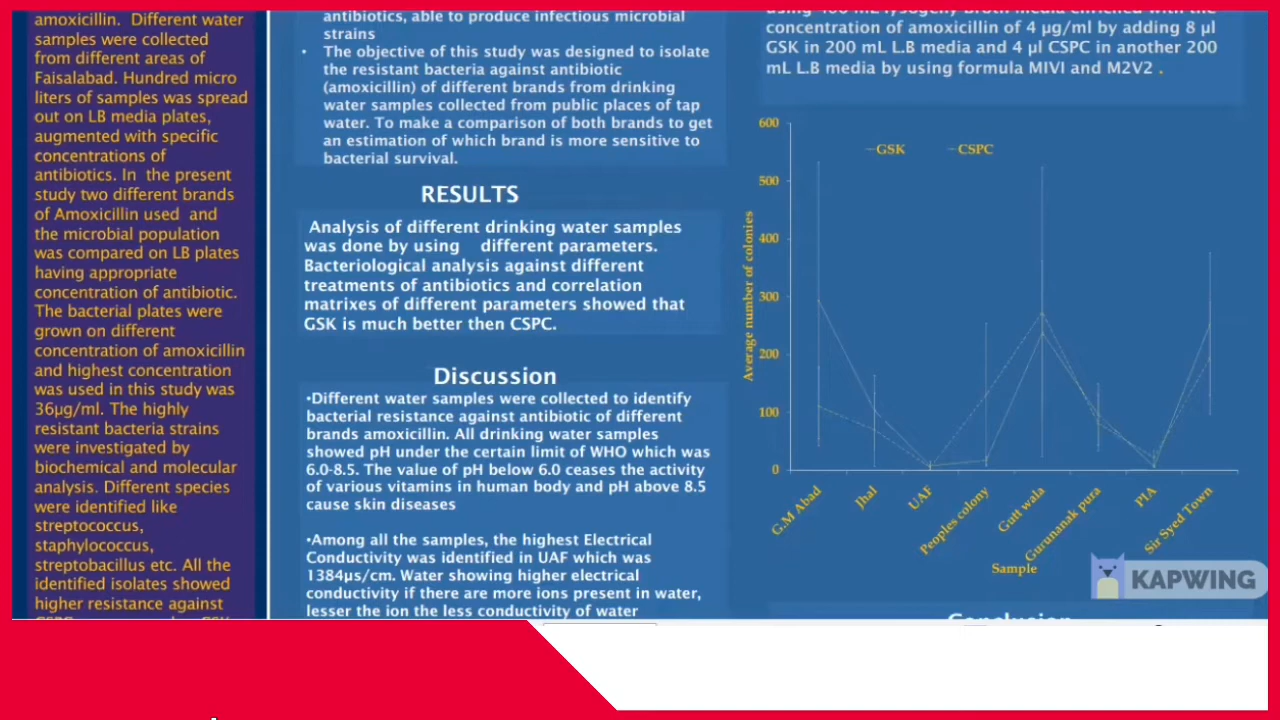 amoxicillin. Different water
samples were collected
from different areas of
Faisalabad. Hundred micro
liters of samples was spread
out on LB media plates,
augmented with specific
concentrations of
antibiotics. In the present
study two different brands
of Amoxicillin used and
the microbial population
was compared on LB plates
having appropriate
concentration of antibiotic.
The bacterial plates were
grown on different
concentration of amoxicillin
and highest concentration
was used in this study was
36µg/ml. The highly
resistant bacteria strains
were investigated by
biochemical and molecular
analysis. Different species
were identified like
streptococcus,
staphylococcus,
streptobacillus etc. All the
identified isolates showed
higher resistance against
antibiotics, able to produce infectious microbial
strains
• The objective of this study was designed to isolate
the resistant bacteria against antibiotic
(amoxicillin) of different brands from drinking
water samples collected from public places of tap
water. To make a comparison of both brands to get
an estimation of which brand is more sensitive to
bacterial survival.
RESULTS
Analysis of different drinking water samples
was done by using different parameters.
Bacteriological analysis against different
treatments of antibiotics and correlation
matrixes of different parameters showed that
GSK is much better then CSPC.
Discussion
•Different water samples were collected to identify
bacterial resistance against antibiotic of different
brands amoxicillin. All drinking water samples
showed pH under the certain limit of WHO which was
6.0-8.5. The value of pH below 6.0 ceases the activity
of various vitamins in human body and pH above 8.5
cause skin diseases
•Among all the samples, the highest Electrical
Conductivity was identified in UAF which was
1384µs/cm. Water showing higher electrical
conductivity if there are more ions present in water,
lesser the ion the less conductivity of water
using 400 mL lysogeny broth media enriched with the
concentration of amoxicillin of 4 µg/ml by adding 8 µl
GSK in 200 mL L.B media and 4 µl CSPC in another 200
mL L.B media by using formula MIVI and M2V2 .
GSK CSPC
Average number of colonies
600
500
400
300
200
100
0
G.M Abad
Jhal
UAF
Peoples colony
Gutt wala
Gurunanak pura
PIA
Sir Syed Town
Sample
KAPWING
Conclusion